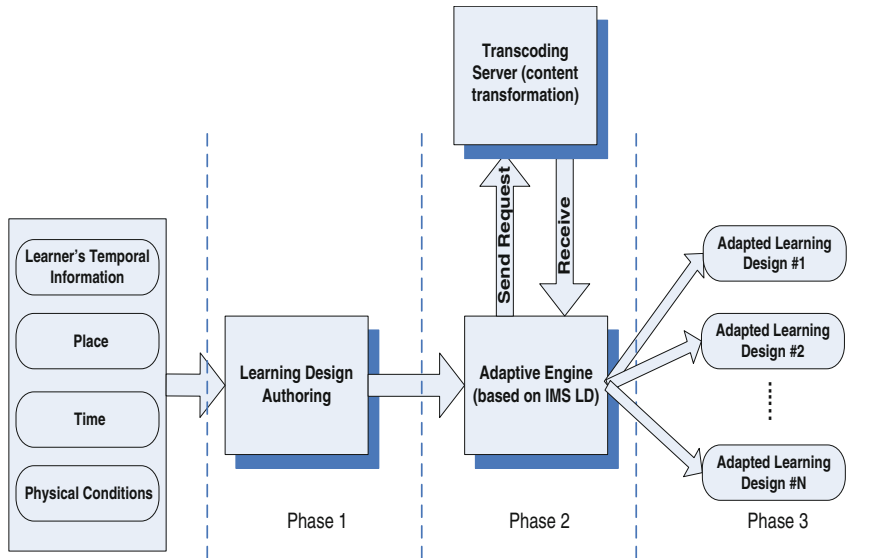 Transcoding
Server (content
transformation)
Send Request
Receive
Learner's Temporal
Information
Place
Time
Physical Conditions
Learning Design
Authoring
Adaptive Engine
(based on IMS LD)
Adapted Learning
Design #1
Adapted Learning
Design #2
Adapted Learning
Design #N
Phase 1
Phase 2
Phase 3